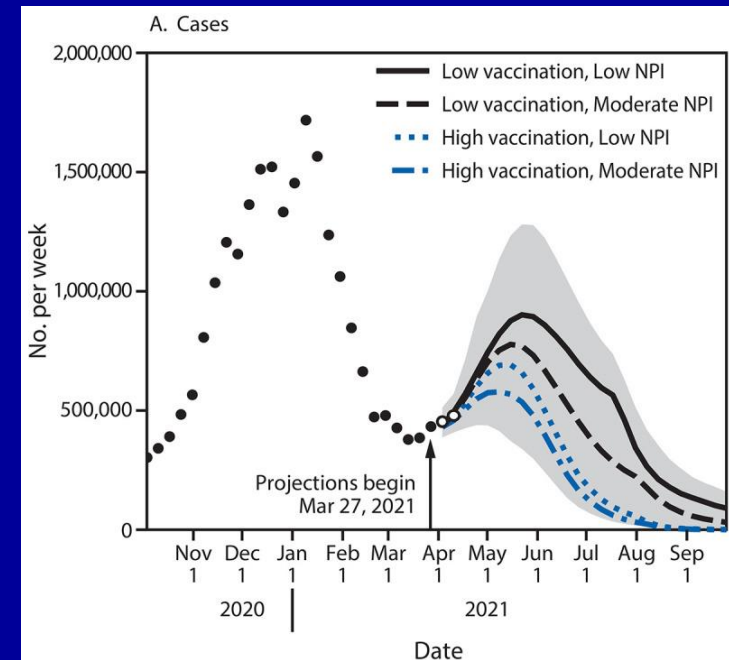 A. Cases
2,000,000
1,500,000
1,000,000
500,000
0
No. per week
Low vaccination, Low NPI
Low vaccination, Moderate NPI
High vaccination, Low NPI
High vaccination, Moderate NPI
Projections begin
Mar 27, 2021
Nov Dec Jan Feb Mar Apr May Jun Jul Aug Sep
1 1 1 1 1 1 1 1 1 1 1
2020 2021
Date